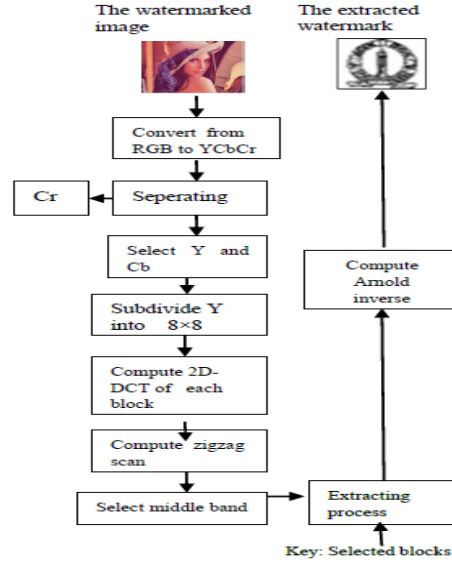 The watermarked
image
The extracted
watermark
Convert from
RGB to YCbCr
Cr
Seperating
Select Y and
Cb
Subdivide Y
into 8×8
Compute 2D-
DCT of each
block
Compute zigzag
scan
Select middle band
Compute
Arnold
inverse
Extracting
process
Key: Selected blocks